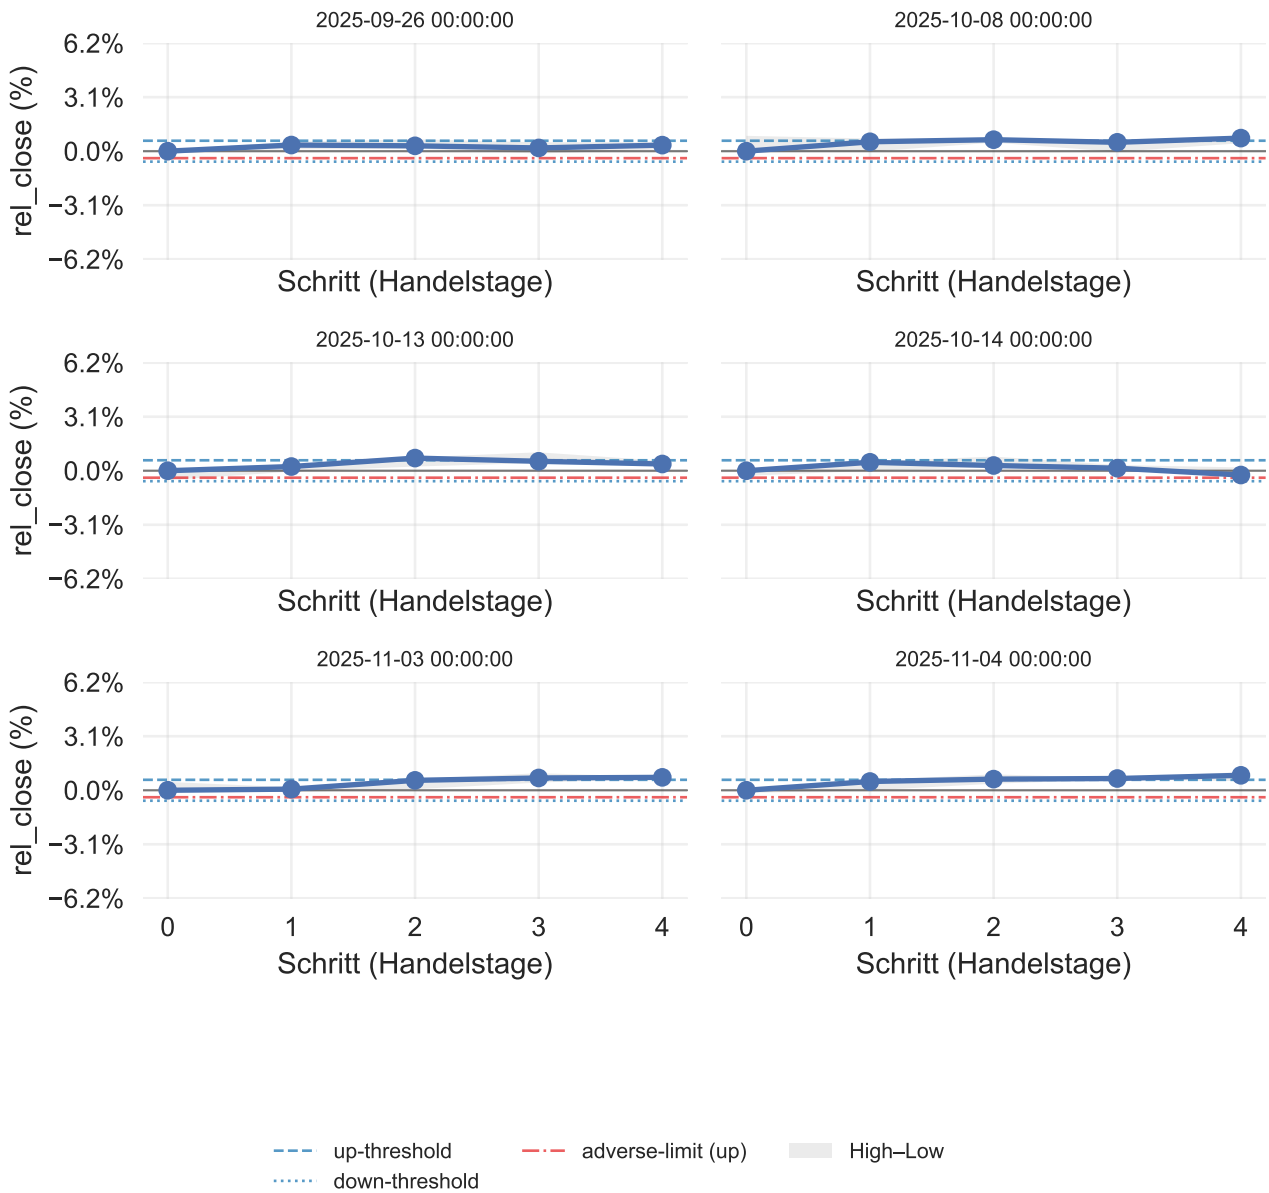 2025-09-26 00:00:00
2025-10-08 00:00:00
6.2%
3.1%
0.0%
−3.1%
−6.2%
rel_close (%)
Schritt (Handelstage)
Schritt (Handelstage)
2025-10-13 00:00:00
2025-10-14 00:00:00
6.2%
3.1%
0.0%
−3.1%
−6.2%
rel_close (%)
Schritt (Handelstage)
Schritt (Handelstage)
2025-11-03 00:00:00
2025-11-04 00:00:00
6.2%
3.1%
0.0%
−3.1%
−6.2%
rel_close (%)
0 1 2 3 4
0 1 2 3 4
Schritt (Handelstage)
Schritt (Handelstage)
up-threshold
adverse-limit (up)
High–Low
down-threshold